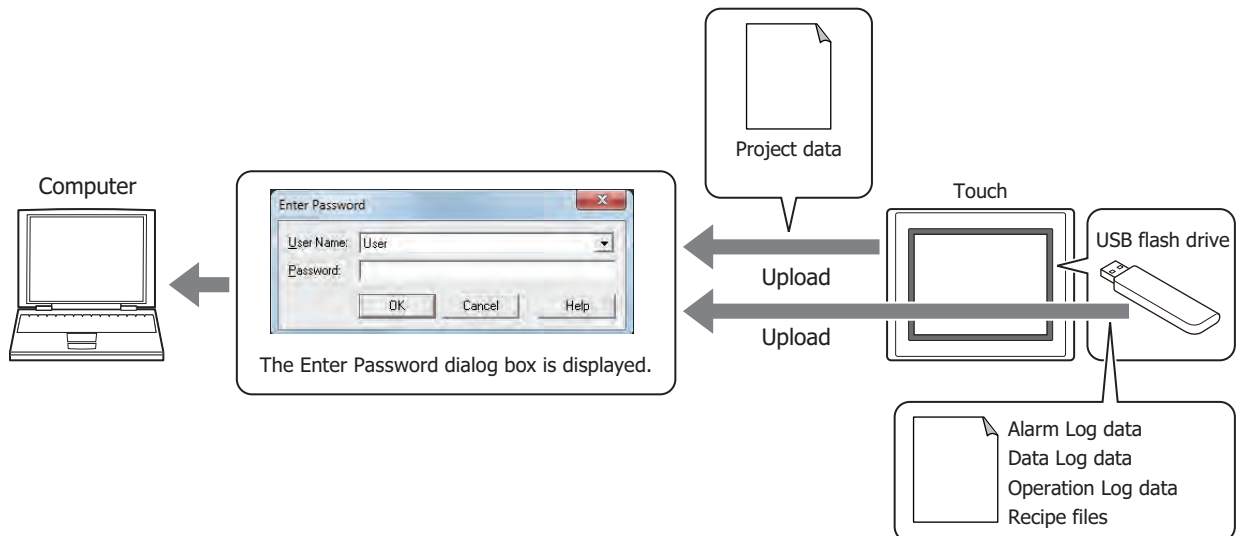 Project data
Computer
Touch
Enter Password
User Name: User
Password:
OK Cancel Help
The Enter Password dialog box is displayed.
Upload
Upload
USB flash drive
Alarm Log data
Data Log data
Operation Log data
Recipe files